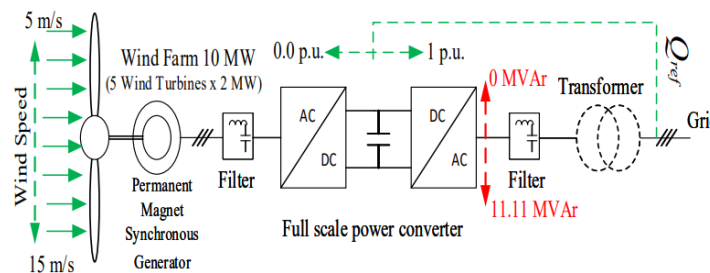 5 m/s
Wind Speed
15 m/s
Wind Farm 10 MW
(5 Wind Turbines x 2 MW)
Permanent
Magnet
Synchronous
Generator
Filter
0.0 p.u.
1 p.u.
AC
DC
DC
AC
Full scale power converter
0 MVAr
11.11 MVAr
Filter
Transformer
Qref
Gri